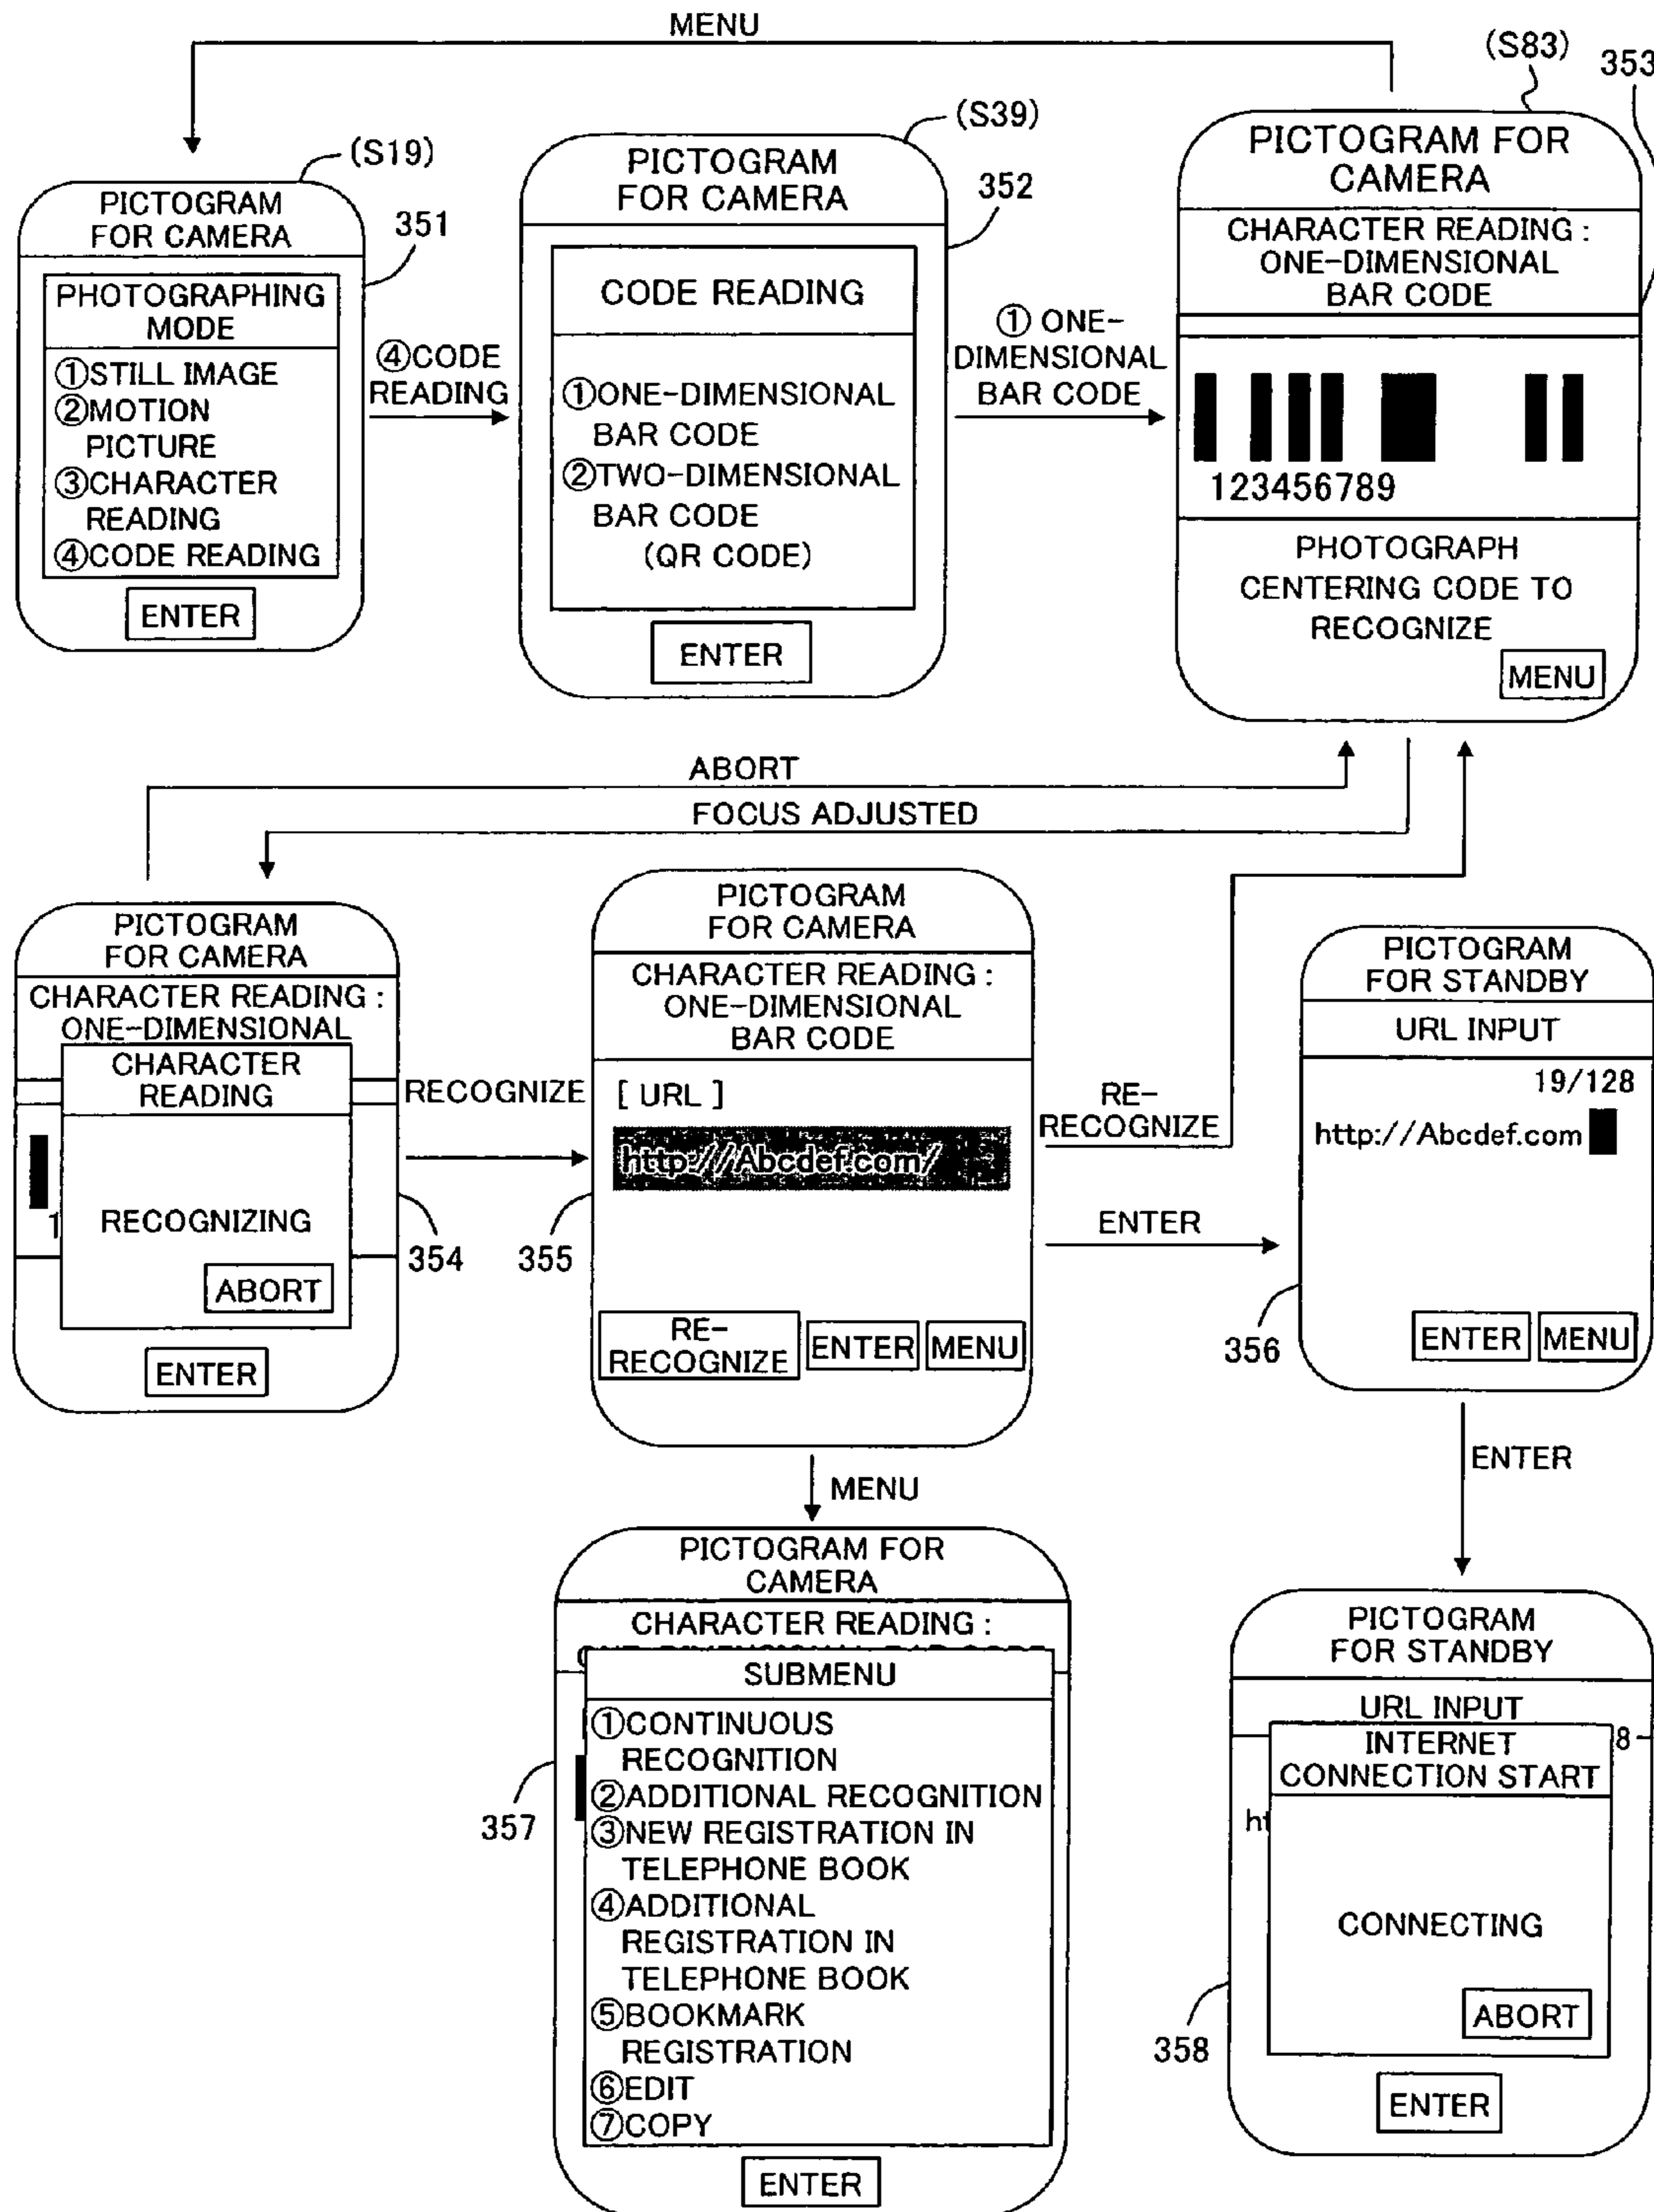 MENU
(S19)
PICTOGRAM
FOR CAMERA
351
PHOTOGRAPHING
MODE
①STILL IMAGE
②MOTION
PICTURE
③CHARACTER
READING
④CODE READING
ENTER
④CODE
READING
(S39)
PICTOGRAM
FOR CAMERA
352
CODE READING
①ONE-DIMENSIONAL
BAR CODE
②TWO-DIMENSIONAL
BAR CODE
(QR CODE)
ENTER
① ONE-
DIMENSIONAL
BAR CODE
(S83)
353
PICTOGRAM FOR
CAMERA
CHARACTER READING :
ONE-DIMENSIONAL
BAR CODE
123456789
PHOTOGRAPH
CENTERING CODE TO
RECOGNIZE
MENU
ABORT
FOCUS ADJUSTED
PICTOGRAM
FOR CAMERA
CHARACTER READING :
ONE-DIMENSIONAL
CHARACTER
READING
1
RECOGNIZING
ABORT
ENTER
354
RECOGNIZE
PICTOGRAM
FOR CAMERA
CHARACTER READING :
ONE-DIMENSIONAL
BAR CODE
[ URL ]
http://Abcdef.com/
355
RE-
RECOGNIZE
ENTER
MENU
RE-
RECOGNIZE
ENTER
PICTOGRAM
FOR STANDBY
URL INPUT
19/128
http://Abcdef.com
356
ENTER
MENU
MENU
ENTER
PICTOGRAM FOR
CAMERA
CHARACTER READING :
SUBMENU
①CONTINUOUS
RECOGNITION
②ADDITIONAL RECOGNITION
③NEW REGISTRATION IN
TELEPHONE BOOK
④ADDITIONAL
REGISTRATION IN
TELEPHONE BOOK
⑤BOOKMARK
REGISTRATION
⑥EDIT
⑦COPY
ENTER
357
PICTOGRAM
FOR STANDBY
URL INPUT
8
INTERNET
CONNECTION START
ht
CONNECTING
ABORT
358
ENTER